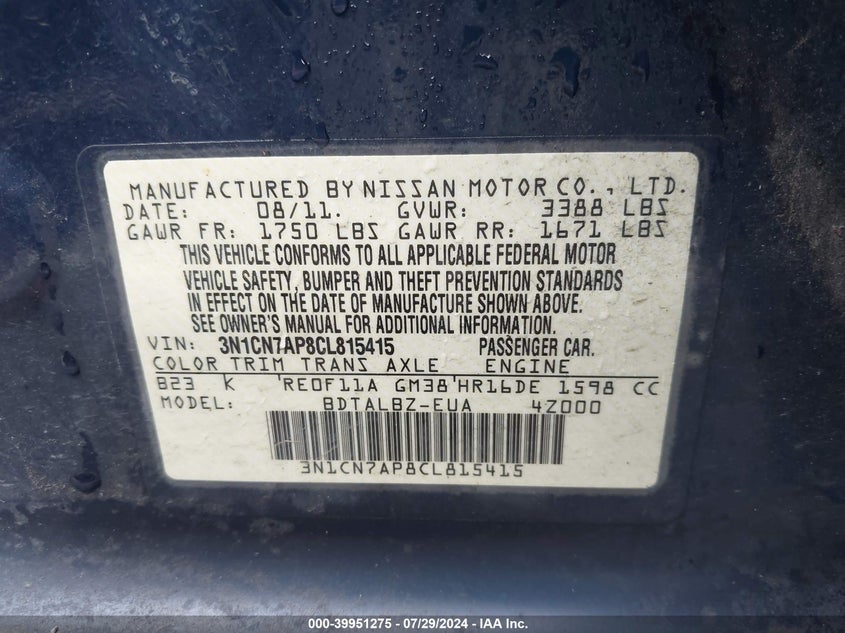 MANUFACTURED BY NISSAN MOTOR CO., LTD.
DATE: 08/11. GVWR: 3388 LBS
GAWR FR: 1750 LBS GAWR RR: 1671 LBS
THIS VEHICLE CONFORMS TO ALL APPLICABLE FEDERAL MOTOR
VEHICLE SAFETY, BUMPER AND THEFT PREVENTION STANDARDS
IN EFFECT ON THE DATE OF MANUFACTURE SHOWN ABOVE.
SEE OWNER'S MANUAL FOR ADDITIONAL INFORMATION.
VIN: 3N1CN7AP8CL815415 PASSENGER CAR.
COLOR TRIM TRANS AXLE ENGINE
B23 K 'RE0F11A GM38'HR16DE 1598 CC
MODEL: BDTALBZ-EUA 4Z000
3N1CN7AP8CL815415
000-39951275 - 07/29/2024 - IAA Inc.